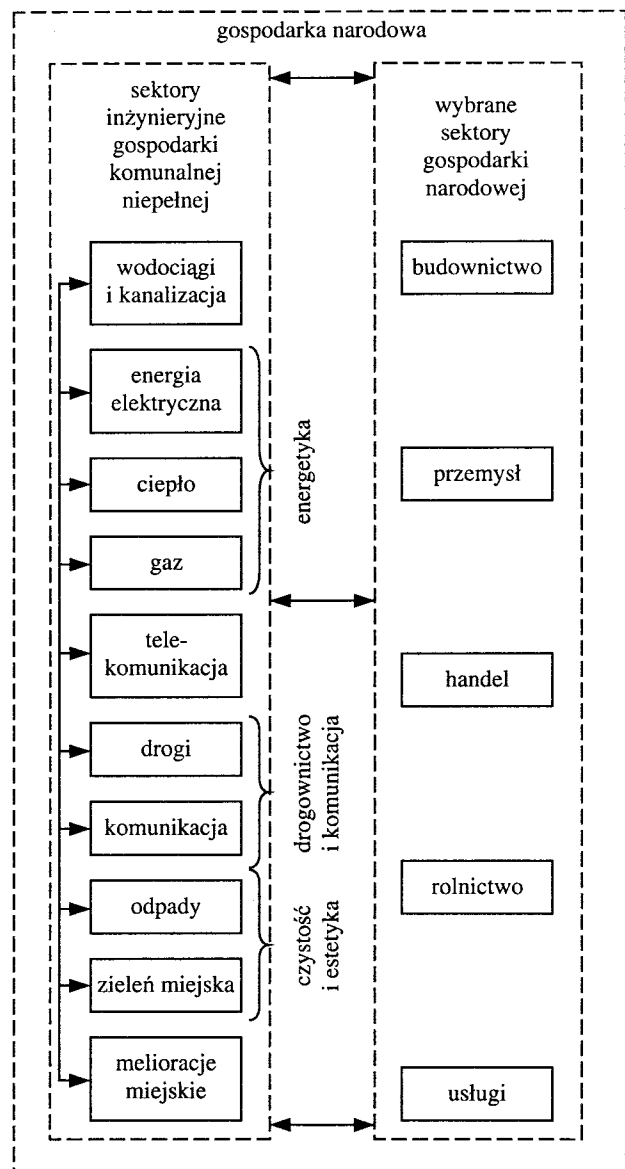 gospodarka narodowa
sektory
inżynieryjne
gospodarki
komunalnej
niepełnej
wodociągi
i kanalizacja
energia
elektryczna
ciepło
gaz
energetyka
tele-
komunikacja
drogi
komunikacja
drogownictwo
i komunikacja
odpady
zieleń miejska
czystość
i estetyka
melioracje
miejskie
wybrane
sektory
gospodarki
narodowej
budownictwo
przemysł
handel
rolnictwo
usługi